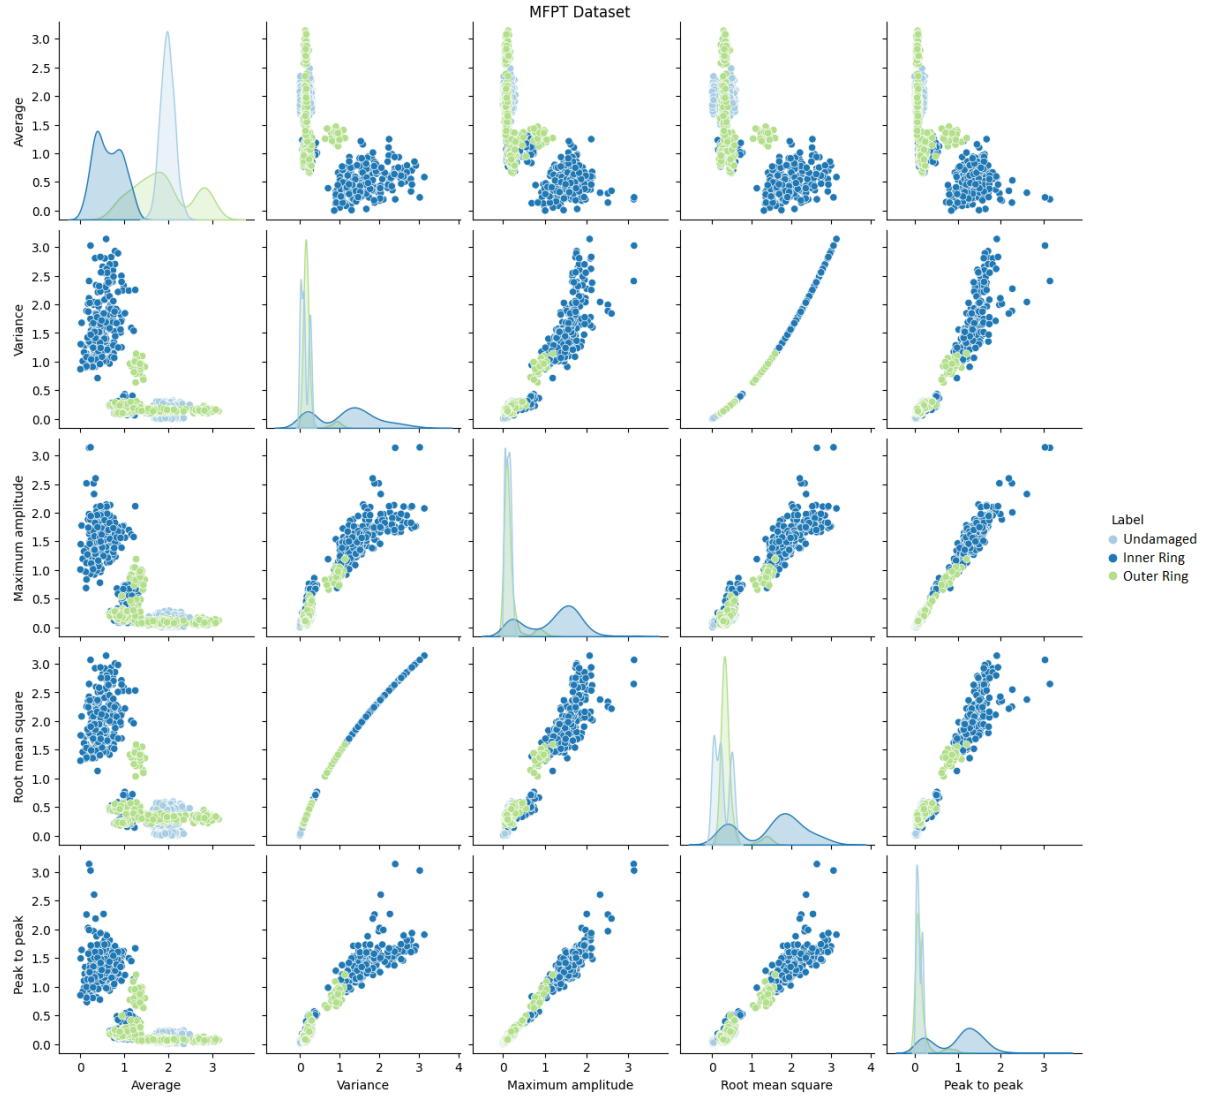 MFPT Dataset
Average
3.0
2.5
2.0
1.5
1.0
0.5
0.0
Variance
3.0
2.5
2.0
1.5
1.0
0.5
0.0
Maximum amplitude
3.0
2.5
2.0
1.5
1.0
0.5
0.0
Label
Undamaged
Inner Ring
Outer Ring
Root mean square
3.0
2.5
2.0
1.5
1.0
0.5
0.0
Peak to peak
3.0
2.5
2.0
1.5
1.0
0.5
0.0
0 1 2 3
0 1 2 3 4
0 1 2 3
0 1 2 3 4
0 1 2 3
Average
Variance
Maximum amplitude
Root mean square
Peak to peak